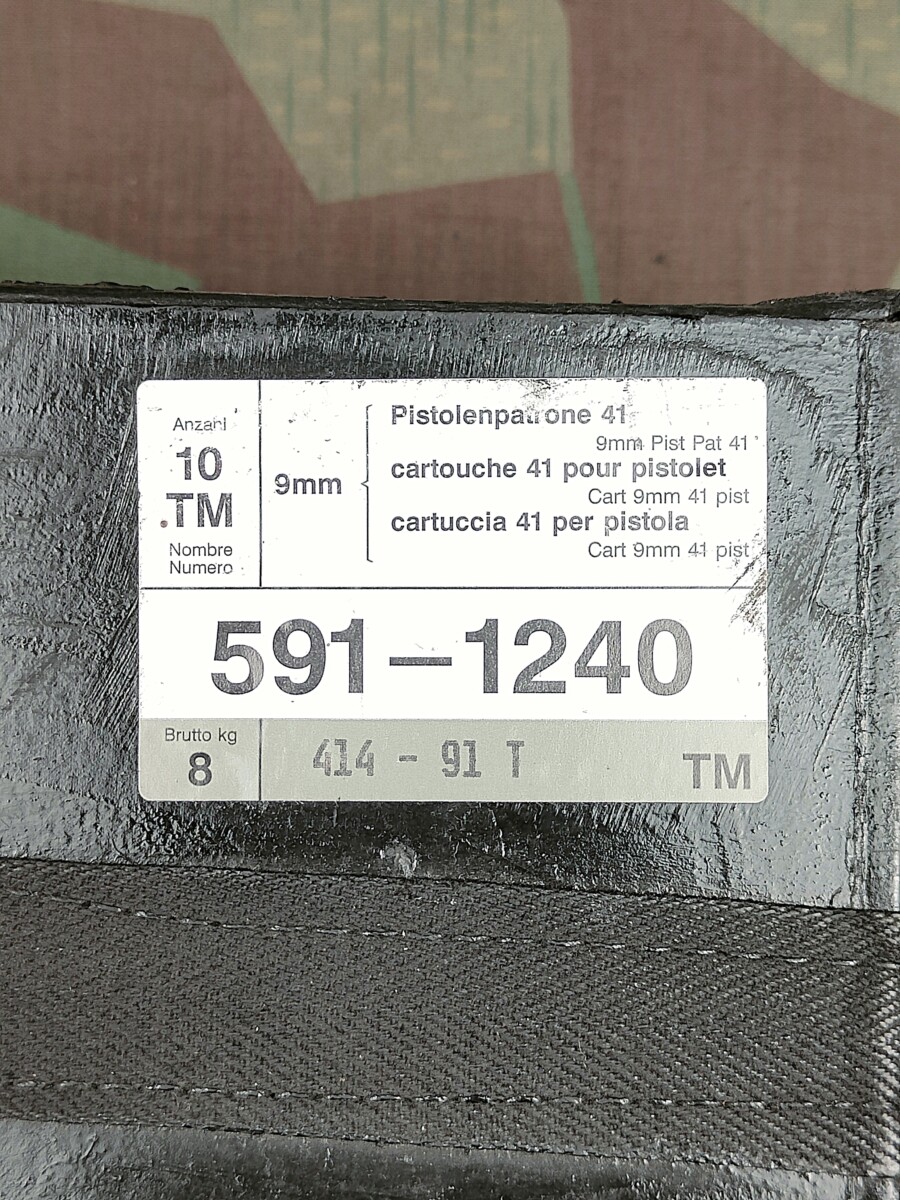 Anzahl
10
TM
Nombre
Numero
9mm
Pistolenpatrone 41
9mm Pist Pat 41
cartouche 41 pour pistolet
Cart 9mm 41 pist
cartuccia 41 per pistola
Cart 9mm 41 pist
591–1240
Brutto kg
8
414 - 91 T
TM